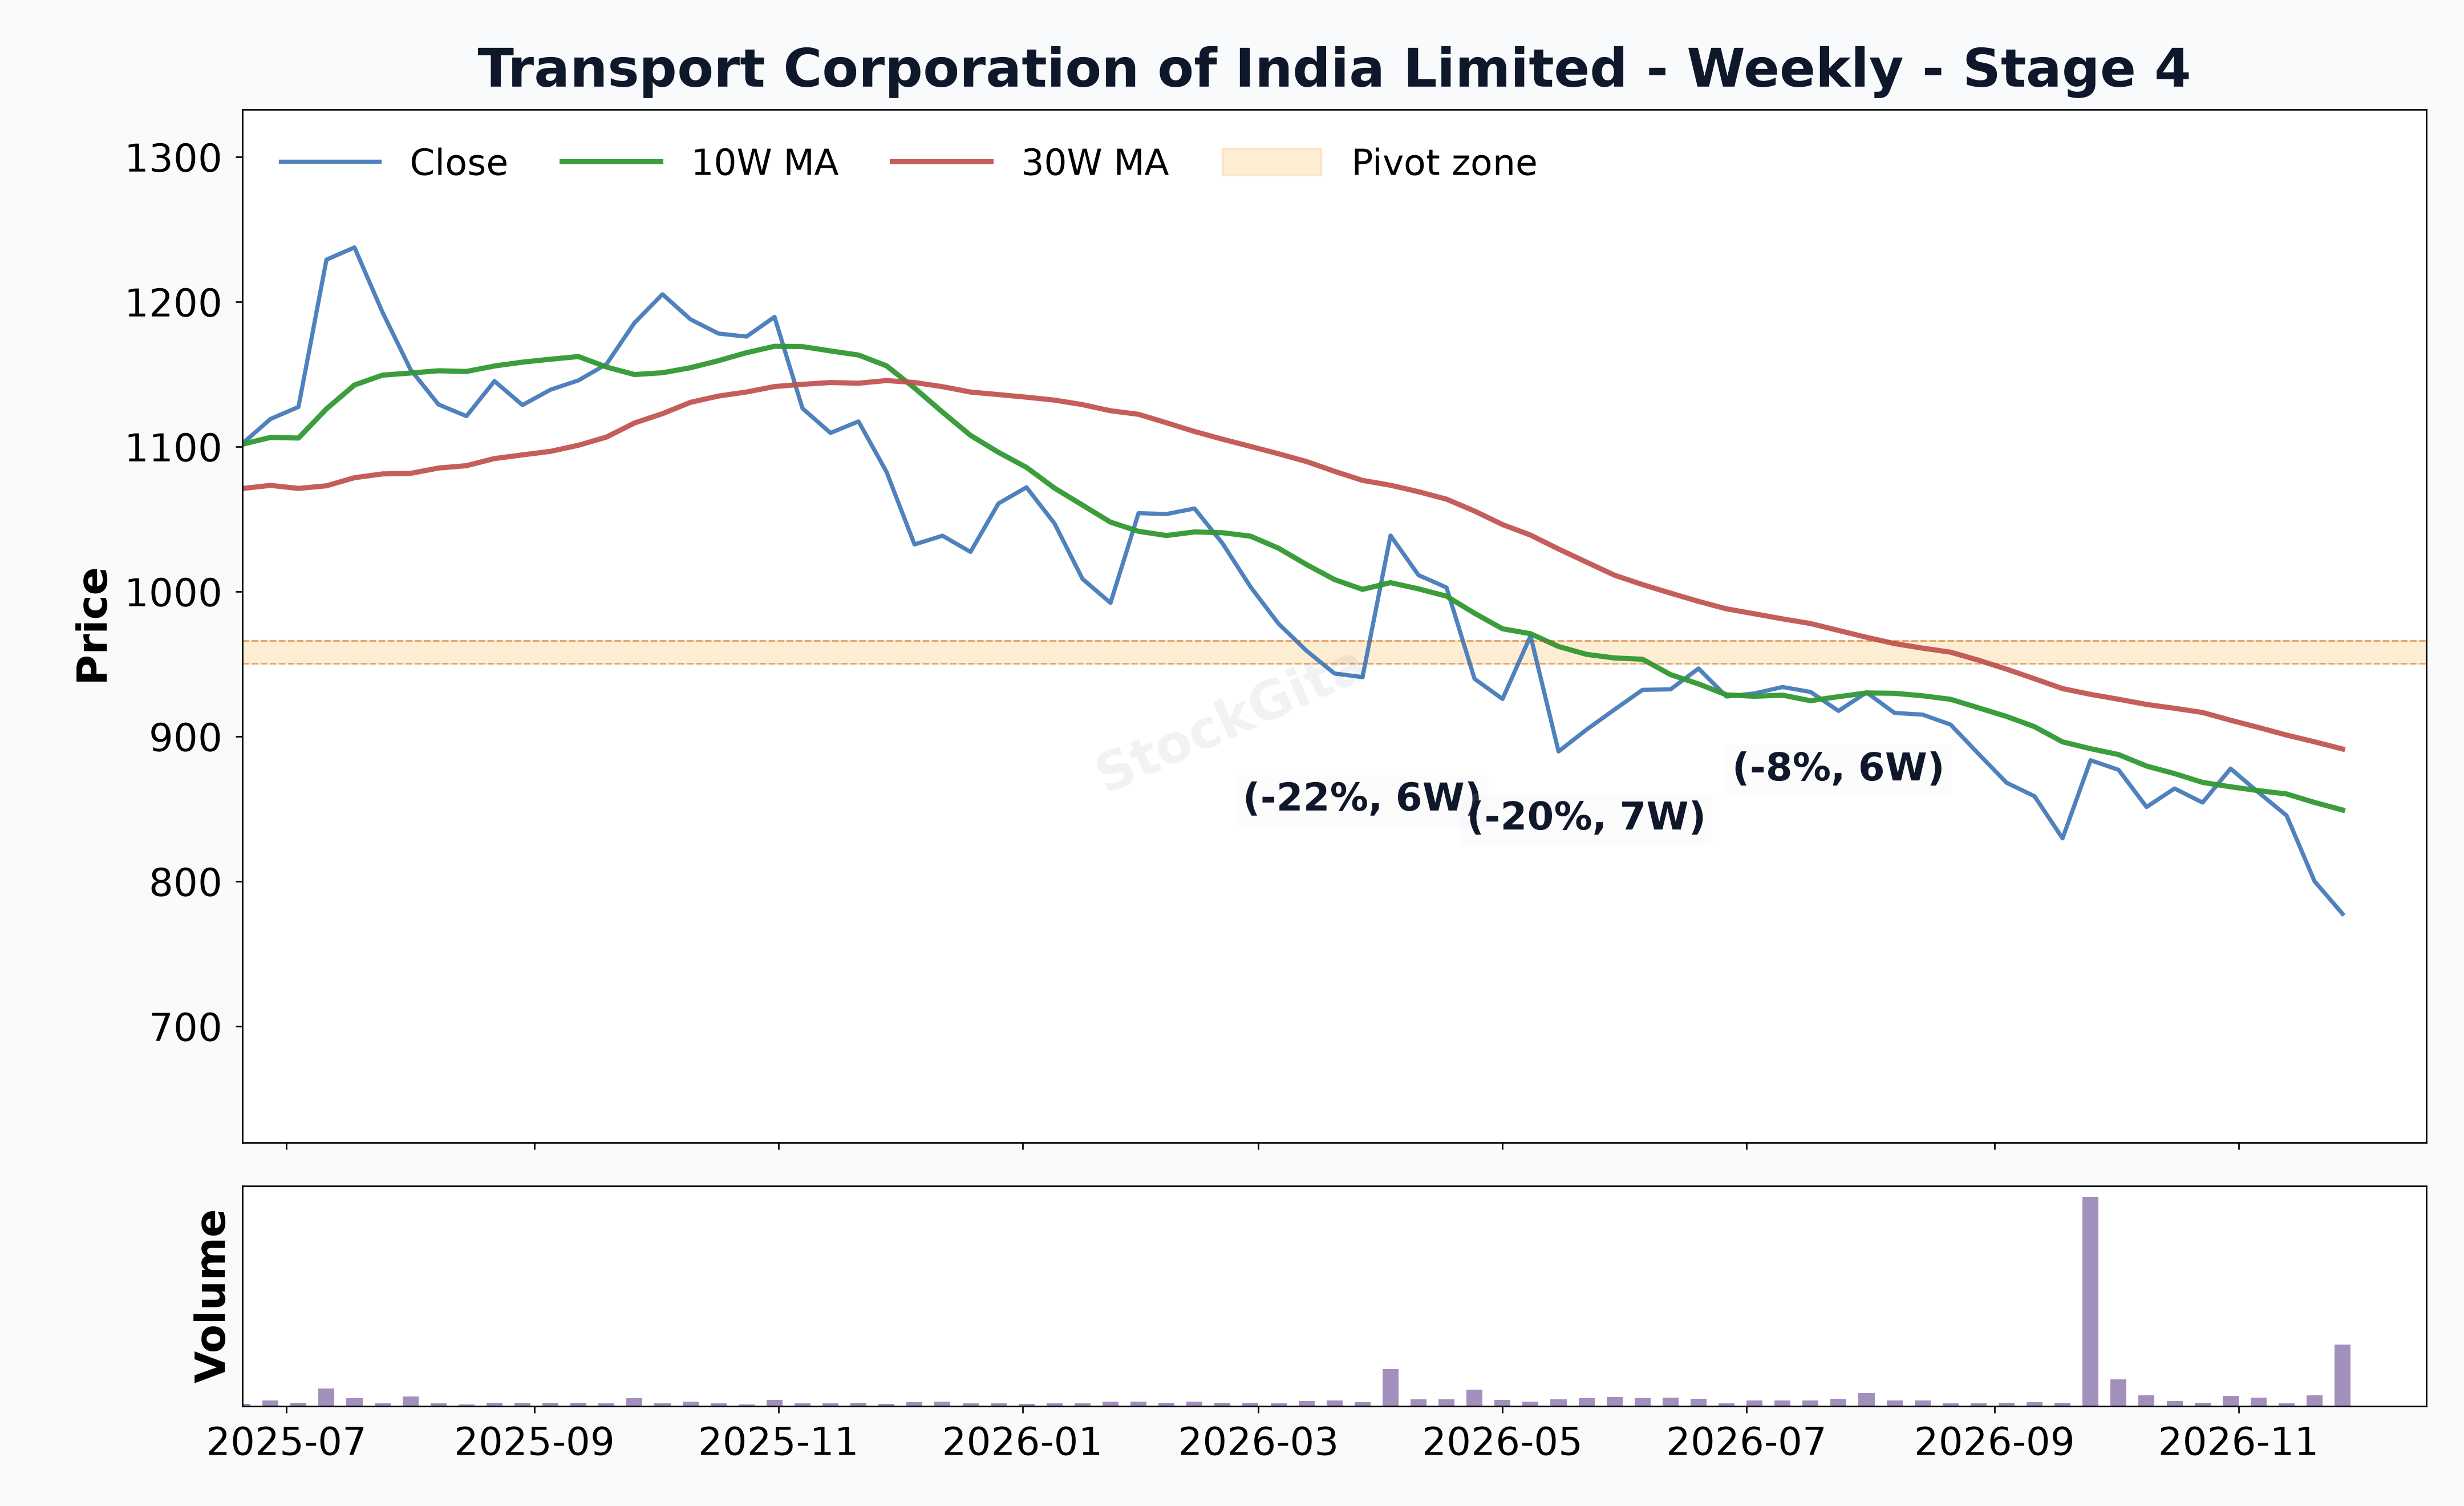 Transport Corporation of India Limited - Weekly - Stage 4
Close 10W MA 30W MA Pivot zone
1300
1200
1100
1000
900
800
700
Price
StockGita
(-22%, 6W)
(-20%, 7W)
(-8%, 6W)
Volume
2025-07 2025-09 2025-11 2026-01 2026-03 2026-05 2026-07 2026-09 2026-11